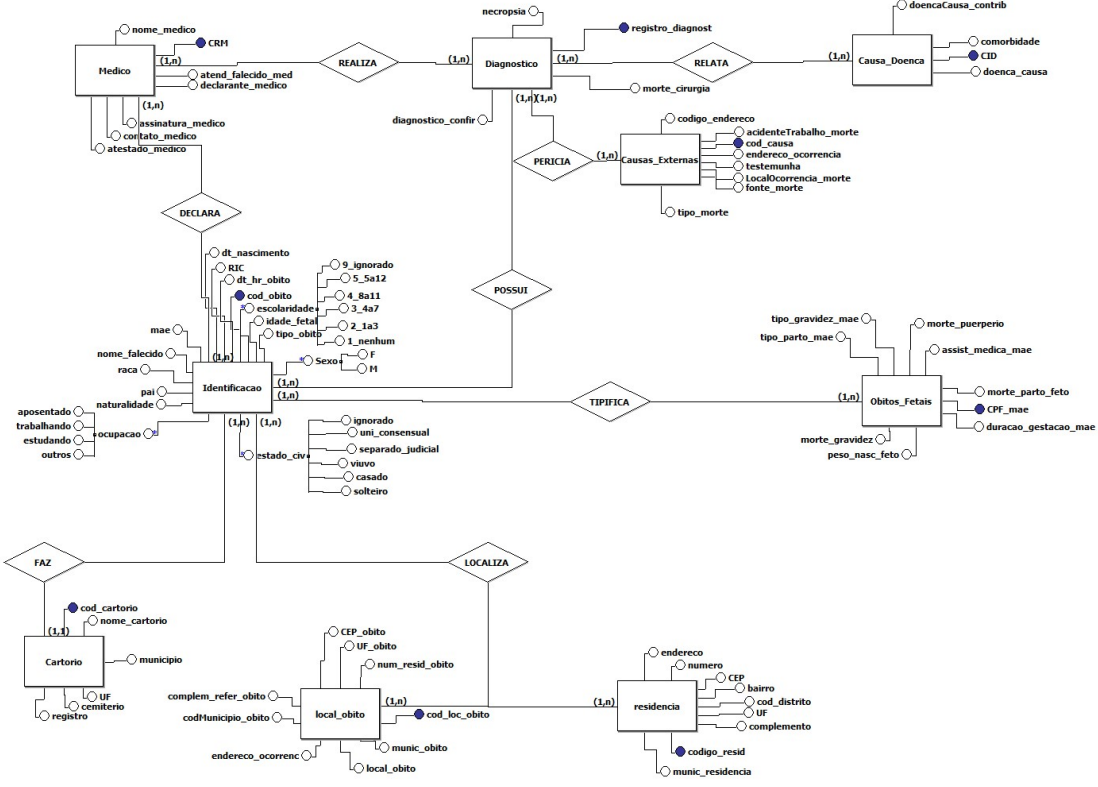 doencaCausa_contrib
necropsia
nome_medico
registro_diagnost
CRM
comorbidade
Medico
(1,n)
REALIZA
(1,n)
Diagnostico
(1,n)
RELATA
(1,n)
Causa_Doenca
CID
doenca_causa
atend_falecido_med
declarante_medico
morte_cirurgia
(1,n)
(1,n)(1,n)
assinatura_medico
diagnostico_confir
codigo_endereco
contato_medico
acidenteTrabalho_morte
atestado_medico
cod_causa
PERICIA
(1,n)
Causas_Externas
endereco_ocorrencia
testemunha
LocalOcorrencia_morte
fonte_morte
DECLARA
tipo_morte
dt_nascimento
RIC
9_ignorado
dt_hr_obito
5_5a12
cod_obito
4_8a11
POSSUI
escolaridade
3_4a7
idade_fetal
tipo_gravidez_mae
morte_puerperio
mae
tipo_obito
2_1a3
tipo_parto_mae
1_nenhum
assist_medica_mae
nome_falecido
(1,n)
Sexo
F
raca
M
Identificacao
(1,n)
pai
(1,n)
TIPIFICA
(1,n)
Obitos_Fetais
morte_parto_feto
naturalidade
CPF_mae
aposentado
(1,n)
(1,n)
ignorado
trabalhando
ocupacao
uni_consensual
duracao_gestacao_mae
estudando
morte_gravidez
outros
estado_civ
separado_judicial
peso_nasc_feto
viuvo
casado
solteiro
FAZ
LOCALIZA
cod_cartorio
nome_cartorio
(1,1)
CEP_obito
UF_obito
endereco
Cartorio
municipio
num_resid_obito
numero
CEP
bairro
UF
complem_refer_obito
(1,n)
(1,n)
cod_distrito
cemiterio
local_obito
residencia
registro
codMunicipio_obito
cod_loc_obito
UF
complemento
endereco_ocorrenc
munic_obito
codigo_resid
local_obito
munic_residencia